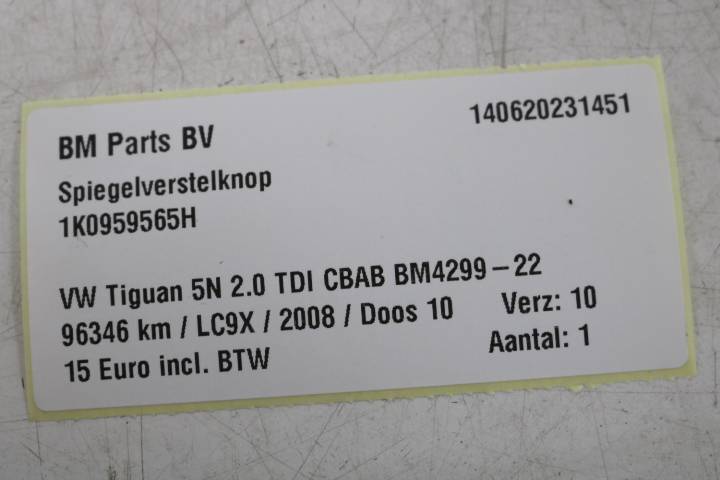 BM Parts BV 140620231451
Spiegelverstelknop
1K0959565H
VW Tiguan 5N 2.0 TDI CBAB BM4299-22
96346 km / LC9X / 2008 / Doos 10 Verz: 10
15 Euro incl. BTW Aantal: 1